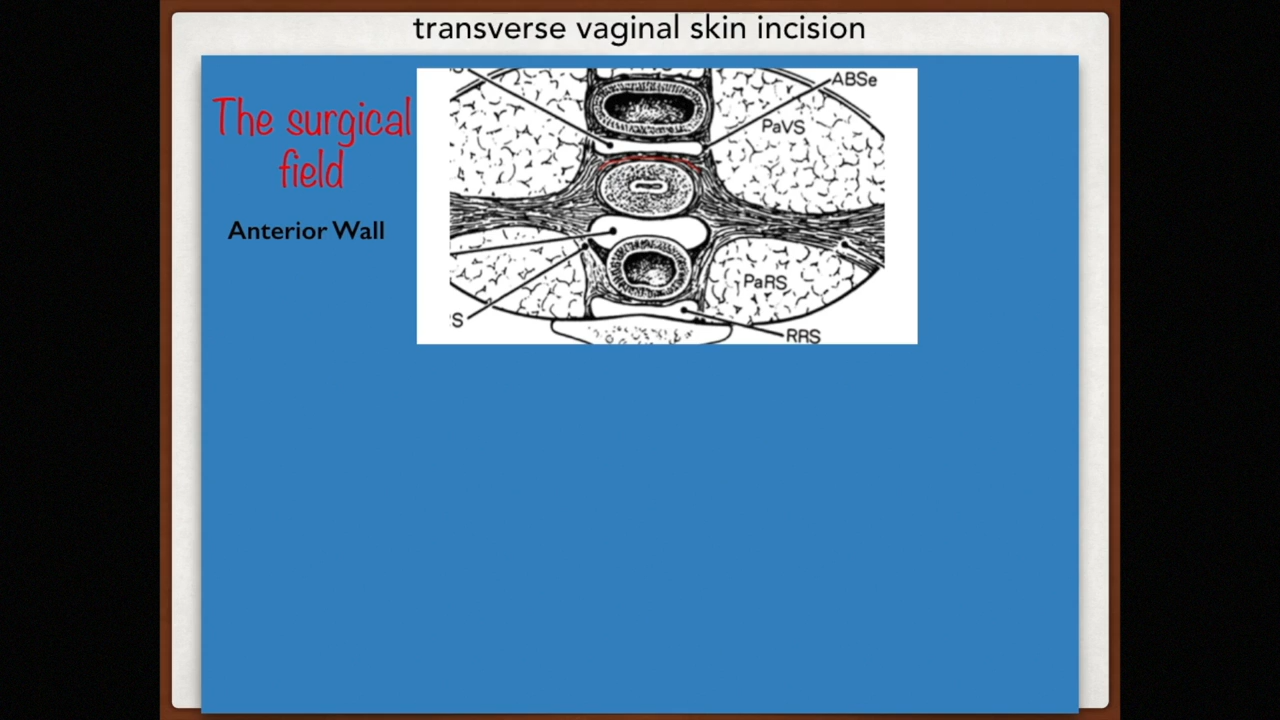 transverse vaginal skin incision
The surgical
field
Anterior Wall
ABSe
PaVS
PaRS
RRS